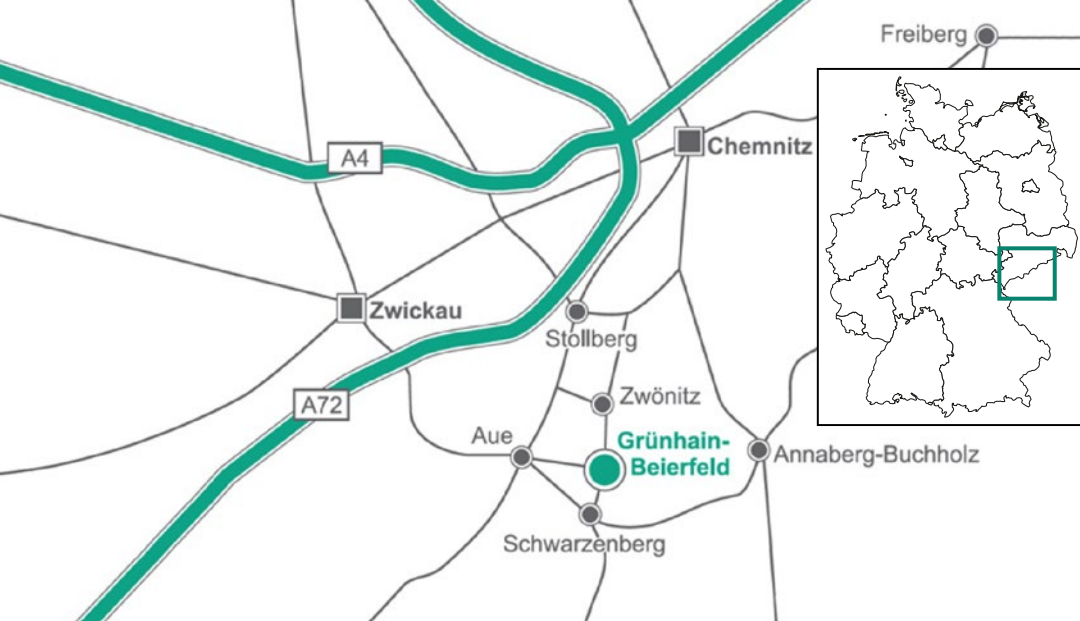 Freiberg
A4
Chemnitz
Zwickau
Stollberg
A72
Zwönitz
Aue
Grünhain-
Beierfeld
Annaberg-Buchholz
Schwarzenberg